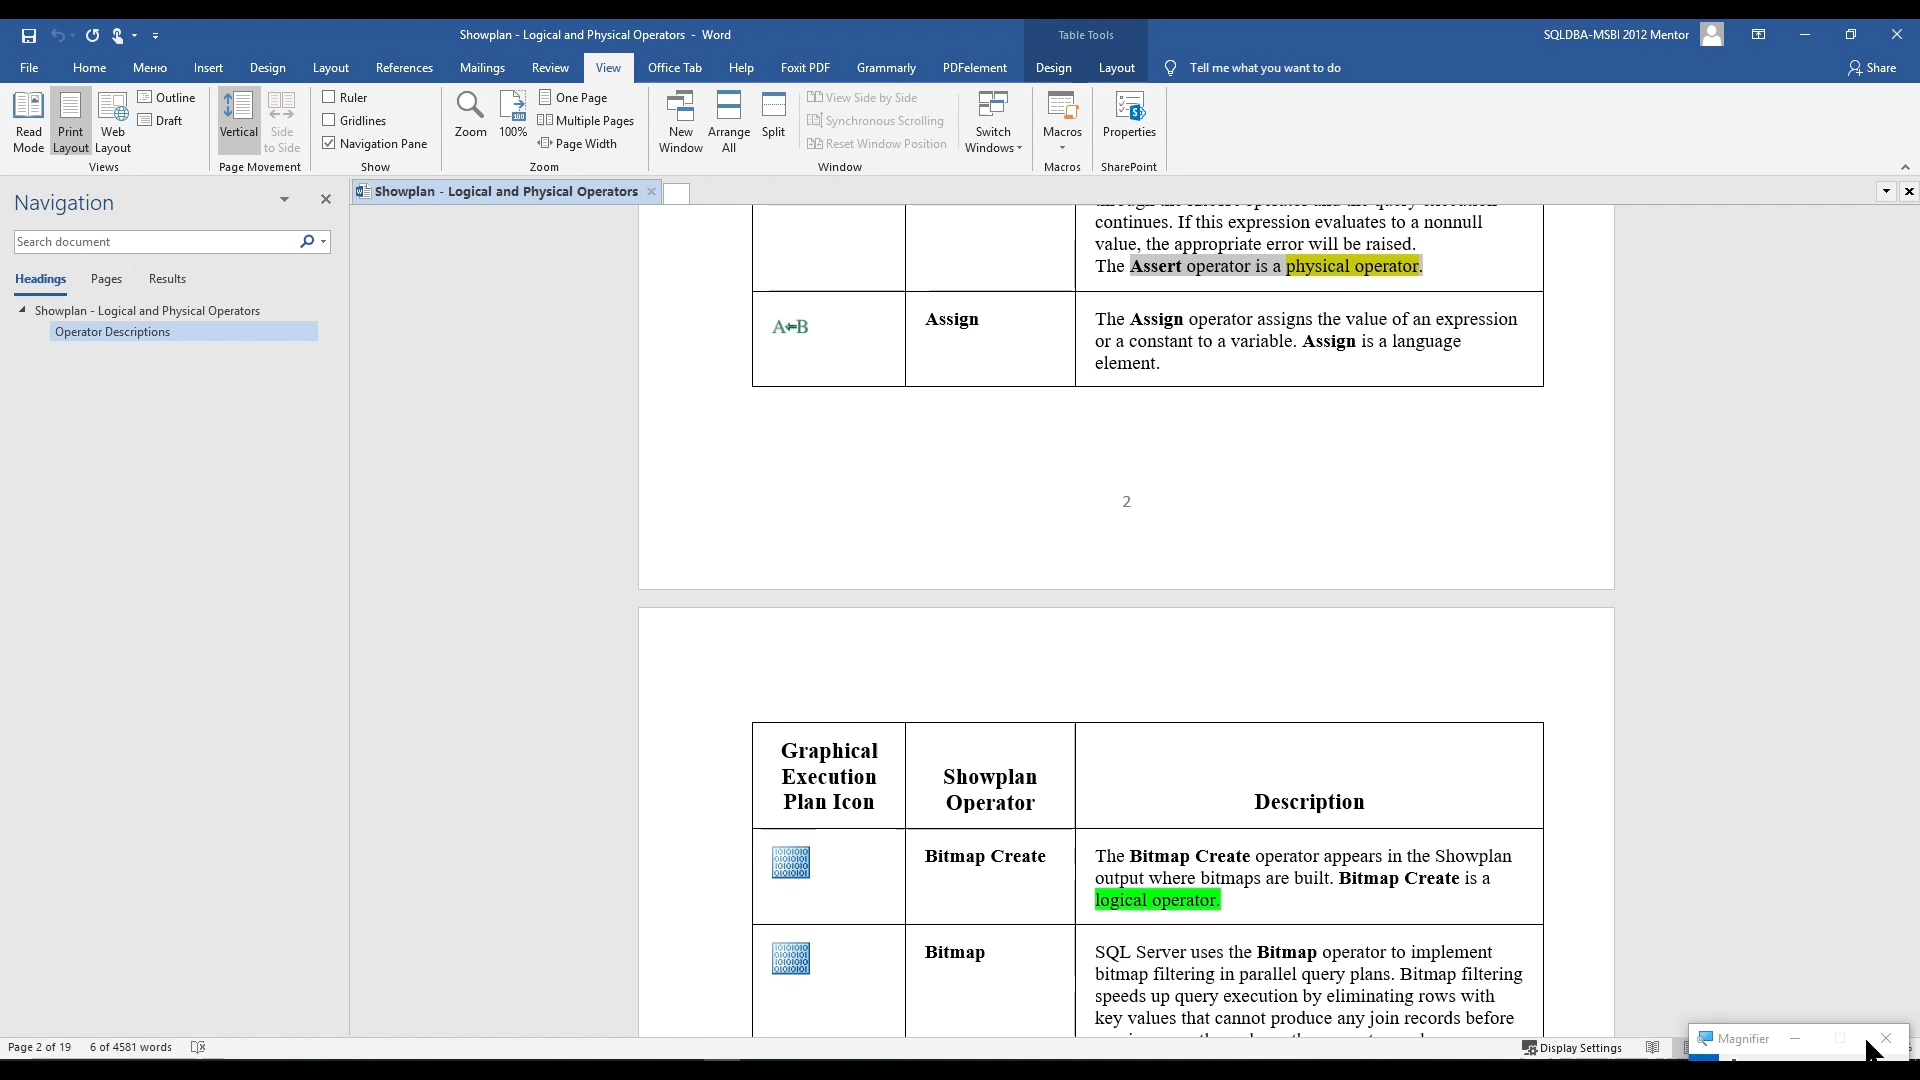 Showplan - Logical and Physical Operators - Word
Table Tools
SQLDBA-MSBI 2012 Mentor
File Home Меню Insert Design Layout References Mailings Review View Office Tab Help Foxit PDF Grammarly PDFelement Design Layout Tell me what you want to do Share
Read Mode
Print Layout
Web Layout
Outline
Draft
Views
Vertical
Side to Side
Page Movement
Ruler
Gridlines
Navigation Pane
Show
Zoom
100
100%
One Page
Multiple Pages
Page Width
Zoom
New Window
Arrange All
Split
View Side by Side
Synchronous Scrolling
Reset Window Position
Window
Switch Windows
Macros
Macros
Properties
SharePoint
Navigation
Search document
Headings Pages Results
Showplan - Logical and Physical Operators
Operator Descriptions
Showplan - Logical and Physical Operators
continues. If this expression evaluates to a nonnull
value, the appropriate error will be raised.
The Assert operator is a physical operator.
A B
Assign
The Assign operator assigns the value of an expression
or a constant to a variable. Assign is a language
element.
2
Graphical
Execution
Plan Icon
Showplan
Operator
Description
Bitmap Create
The Bitmap Create operator appears in the Showplan
output where bitmaps are built. Bitmap Create is a
logical operator.
Bitmap
SQL Server uses the Bitmap operator to implement
bitmap filtering in parallel query plans. Bitmap filtering
speeds up query execution by eliminating rows with
key values that cannot produce any join records before
Page 2 of 19 6 of 4581 words
Display Settings
Magnifier